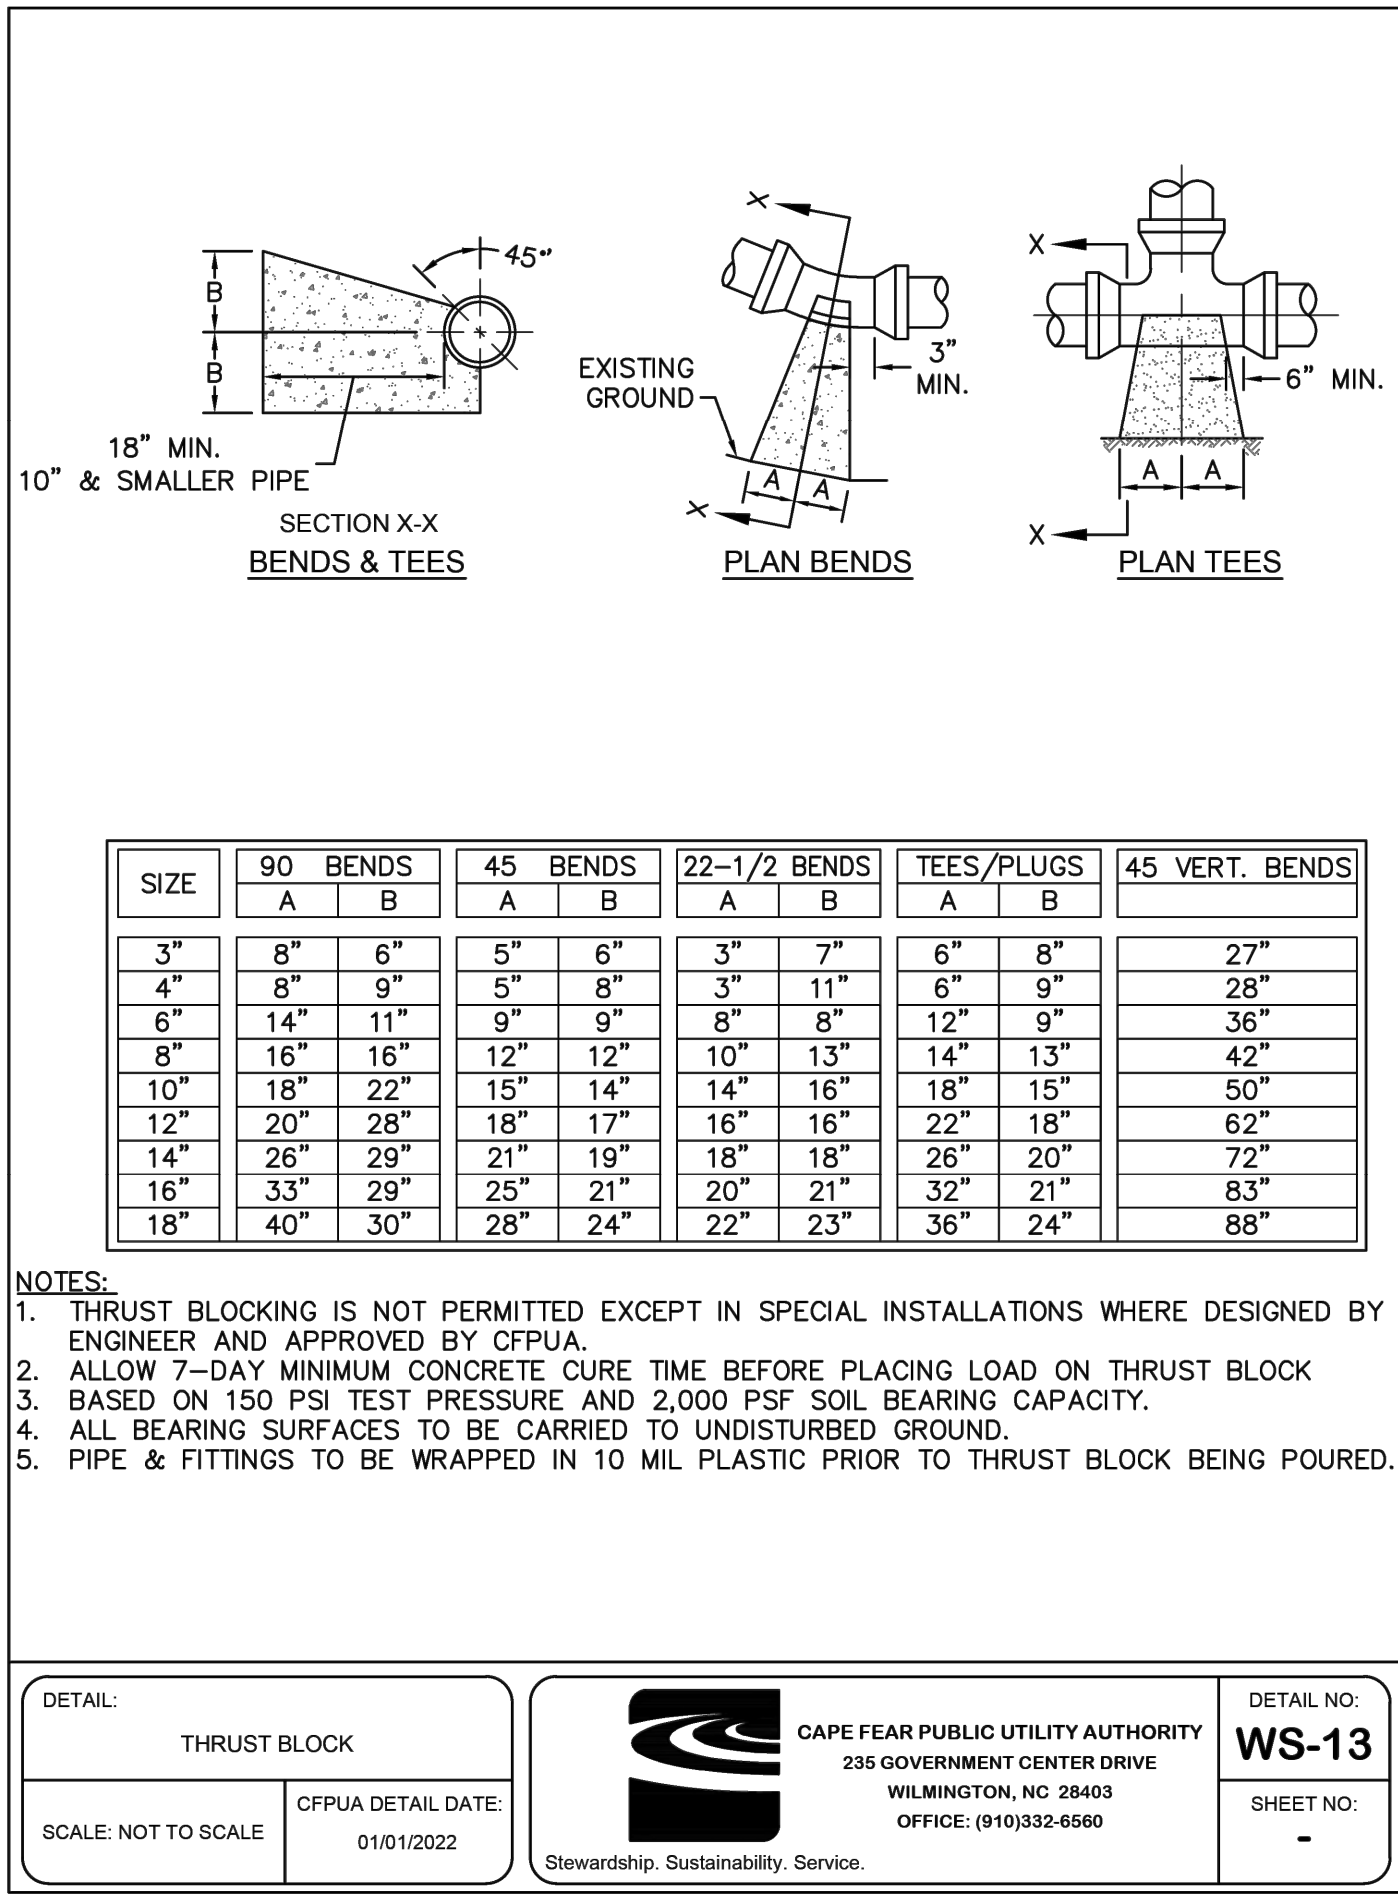 45°
B
B
18" MIN.
10" & SMALLER PIPE
SECTION X-X
BENDS & TEES
X
EXISTING
GROUND
3"
MIN.
A
A
X
PLAN BENDS
X
6" MIN.
A
A
X
PLAN TEES
SIZE 90 BENDS 45 BENDS 22-1/2 BENDS TEES/PLUGS 45 VERT. BENDS
A B A B A B A B
3" 8" 6" 5" 6" 3" 7" 6" 8" 27"
4" 8" 9" 5" 8" 3" 11" 6" 9" 28"
6" 14" 11" 9" 9" 8" 8" 12" 9" 36"
8" 16" 16" 12" 12" 10" 13" 14" 13" 42"
10" 18" 22" 15" 14" 14" 16" 18" 15" 50"
12" 20" 28" 18" 17" 16" 16" 22" 18" 62"
14" 26" 29" 21" 19" 18" 18" 26" 20" 72"
16" 33" 29" 25" 21" 20" 21" 32" 21" 83"
18" 40" 30" 28" 24" 22" 23" 36" 24" 88"
NOTES:
1. THRUST BLOCKING IS NOT PERMITTED EXCEPT IN SPECIAL INSTALLATIONS WHERE DESIGNED BY
ENGINEER AND APPROVED BY CFPUA.
2. ALLOW 7-DAY MINIMUM CONCRETE CURE TIME BEFORE PLACING LOAD ON THRUST BLOCK
3. BASED ON 150 PSI TEST PRESSURE AND 2,000 PSF SOIL BEARING CAPACITY.
4. ALL BEARING SURFACES TO BE CARRIED TO UNDISTURBED GROUND.
5. PIPE & FITTINGS TO BE WRAPPED IN 10 MIL PLASTIC PRIOR TO THRUST BLOCK BEING POURED.
DETAIL:
THRUST BLOCK
SCALE: NOT TO SCALE
CFPUA DETAIL DATE:
01/01/2022
Stewardship. Sustainability. Service.
CAPE FEAR PUBLIC UTILITY AUTHORITY
235 GOVERNMENT CENTER DRIVE
WILMINGTON, NC 28403
OFFICE: (910)332-6560
DETAIL NO:
WS-13
SHEET NO:
-